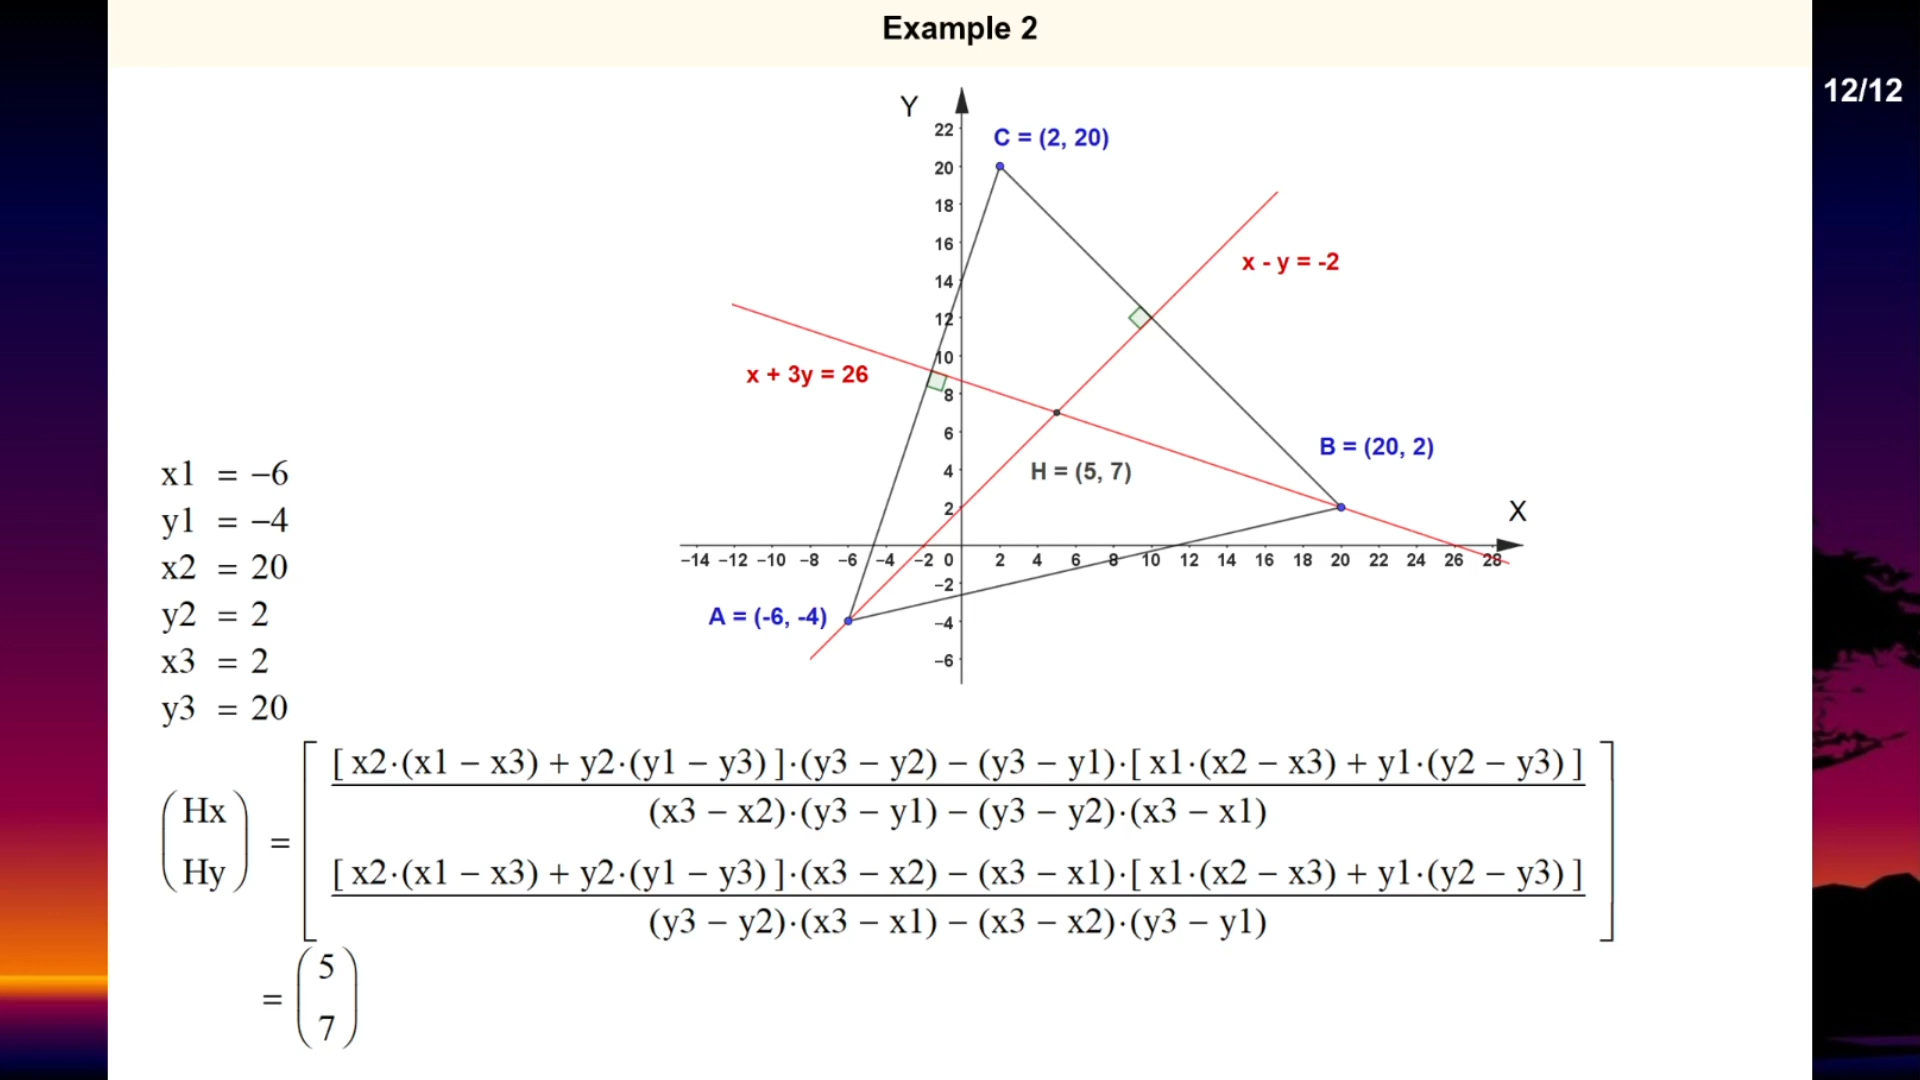 Example 2
12/12
Y
22
C = (2, 20)
20
18
16
x - y = -2
14
12
10
x + 3y = 26
8
6
B = (20, 2)
4
H = (5, 7)
2
X
−14 −12 −10 −8 −6 −4 −2 0 2 4 6 8 10 12 14 16 18 20 22 24 26 28
−2
A = (-6, -4)
−4
−6
x1 = −6
y1 = −4
x2 = 20
y2 = 2
x3 = 2
y3 = 20
[ x2·(x1 − x3) + y2·(y1 − y3) ]·(y3 − y2) − (y3 − y1)·[ x1·(x2 − x3) + y1·(y2 − y3) ]
(x3 − x2)·(y3 − y1) − (y3 − y2)·(x3 − x1)
Hx
=
Hy
[ x2·(x1 − x3) + y2·(y1 − y3) ]·(x3 − x2) − (x3 − x1)·[ x1·(x2 − x3) + y1·(y2 − y3) ]
(y3 − y2)·(x3 − x1) − (x3 − x2)·(y3 − y1)
5
=
7